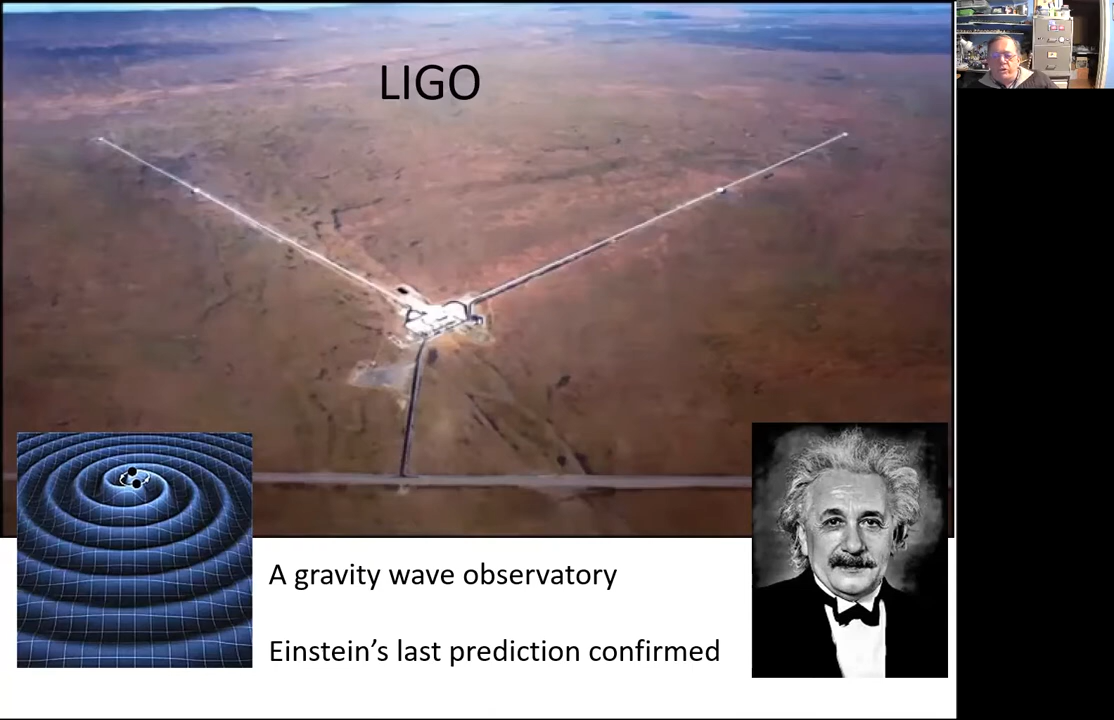 LIGO
A gravity wave observatory
Einstein’s last prediction confirmed